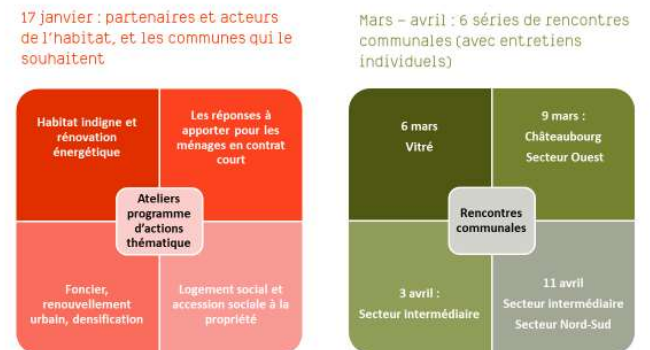 17 janvier : partenaires et acteurs
de l'habitat, et les communes qui le
souhaitent
Habitat indigne et
rénovation
énergétique
Les réponses à
apporter pour les
ménages en contrat
court
Ateliers
programme
d'actions
thématique
Foncier,
renouvellement
urbain, densification
Logement social et
accession sociale à la
propriété
Mars – avril : 6 séries de rencontres
communales (avec entretiens
individuels)
6 mars
Vitré
9 mars :
Châteaubourg
Secteur Ouest
Rencontres
communales
3 avril :
Secteur intermédiaire
11 avril
Secteur intermédiaire
Secteur Nord-Sud